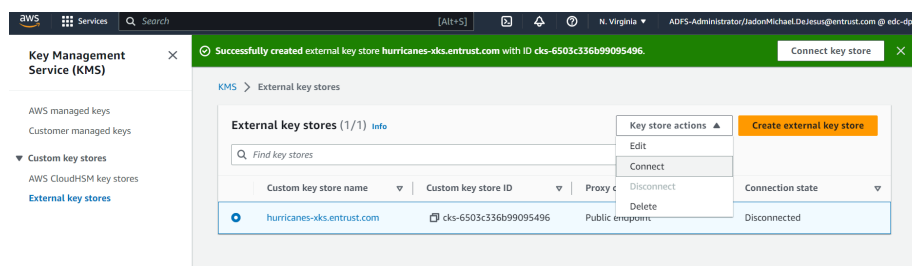 aws
Services
Search
[Alt+S]
N. Virginia ▼
ADFS-Administrator/JadonMichael.DeJesus@entrust.com @ edc-dp
Key Management
Service (KMS)
Successfully created external key store hurricanes-xks.entrust.com with ID cks-6503c336b99095496.
Connect key store
AWS managed keys
Customer managed keys
Custom key stores
AWS CloudHSM key stores
External key stores
KMS > External key stores
External key stores (1/1) Info
Key store actions ▲
Create external key store
Find key stores
Edit
Connect
Disconnect
Delete
Custom key store name
Custom key store ID
Proxy c
Connection state
hurricanes-xks.entrust.com
cks-6503c336b99095496
Public endpoint
Disconnected